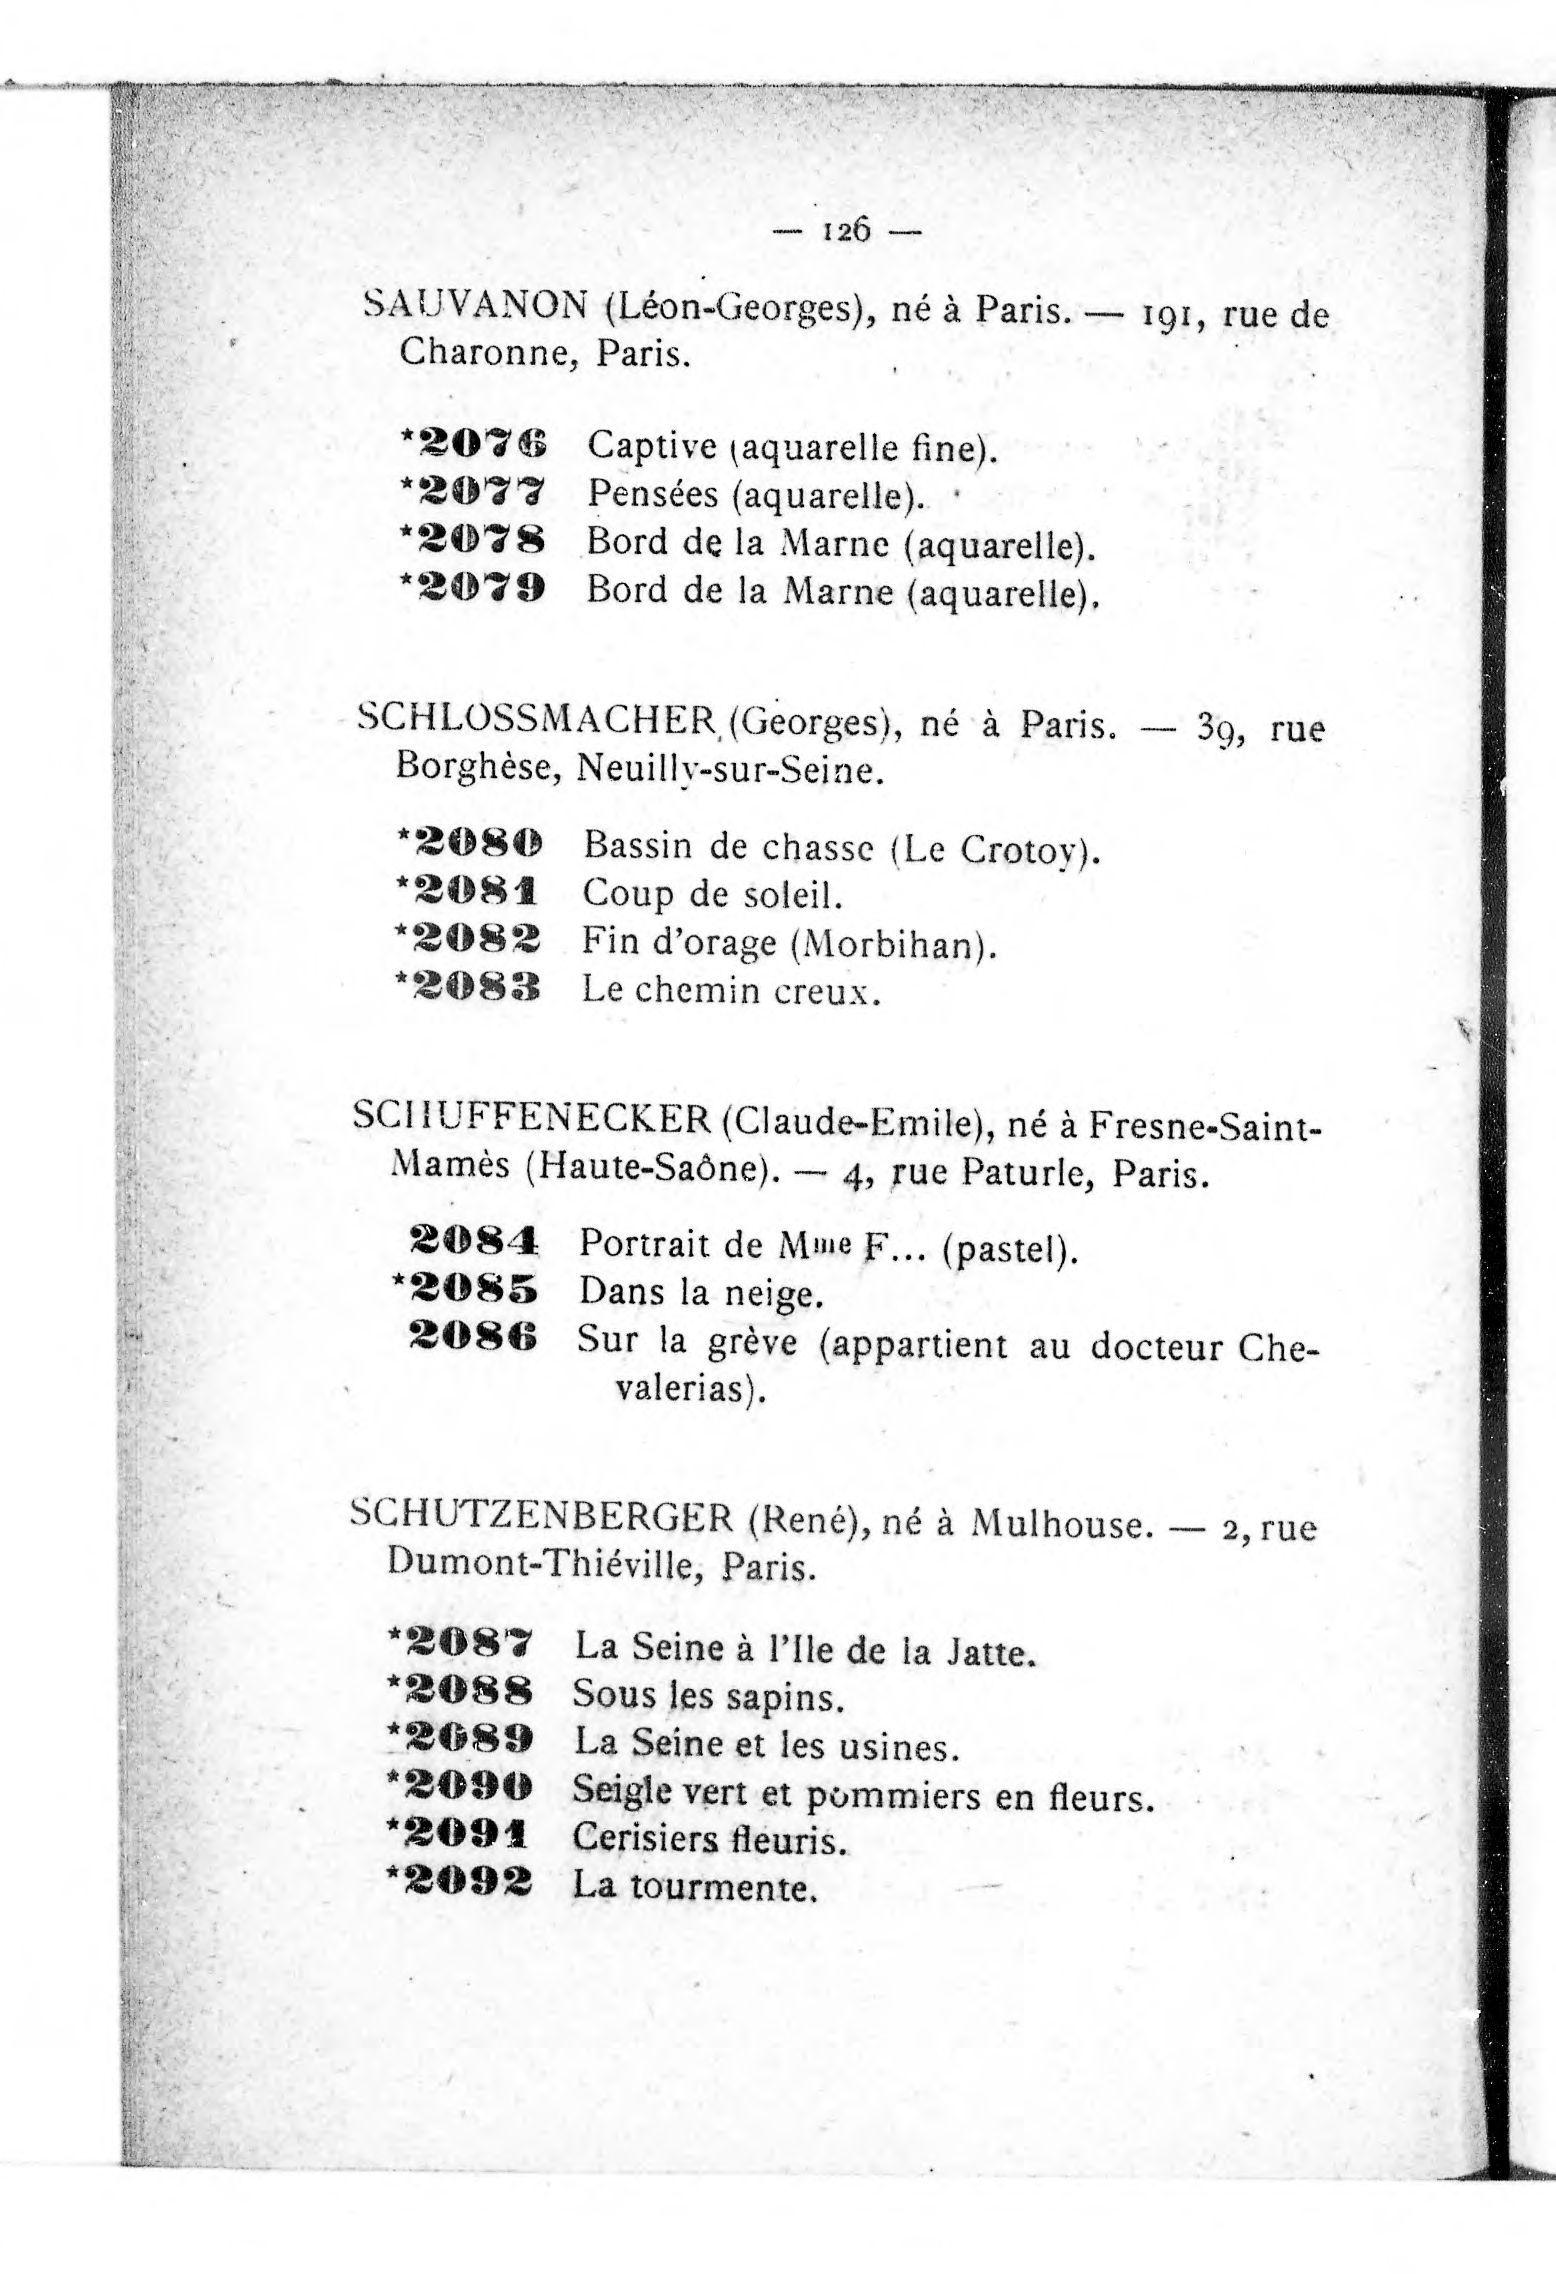 — 126 —
SAUVANON (Léon-Georges), né à Paris. — 191, rue de
Charonne, Paris.
*2076 Captive (aquarelle fine).
*2077 Pensées (aquarelle).
*2078 Bord de la Marne (aquarelle).
*2079 Bord de la Marne (aquarelle).
SCHLOSSMACHER (Georges), né à Paris. — 39, rue
Borghèse, Neuilly-sur-Seine.
*2080 Bassin de chasse (Le Crotoy).
*2081 Coup de soleil.
*2082 Fin d'orage (Morbihan).
*2083 Le chemin creux.
SCHUFFENECKER (Claude-Emile), né à Fresne-Saint-
Mamès (Haute-Saône). — 4, rue Paturle, Paris.
2084 Portrait de Mme F... (pastel).
*2085 Dans la neige.
2086 Sur la grève (appartient au docteur Che-
valerias).
SCHUTZENBERGER (René), né à Mulhouse. — 2, rue
Dumont-Thiéville, Paris.
*2087 La Seine à l'Ile de la Jatte.
*2088 Sous les sapins.
*2089 La Seine et les usines.
*2090 Seigle vert et pommiers en fleurs.
*2091 Cerisiers fleuris.
*2092 La tourmente.